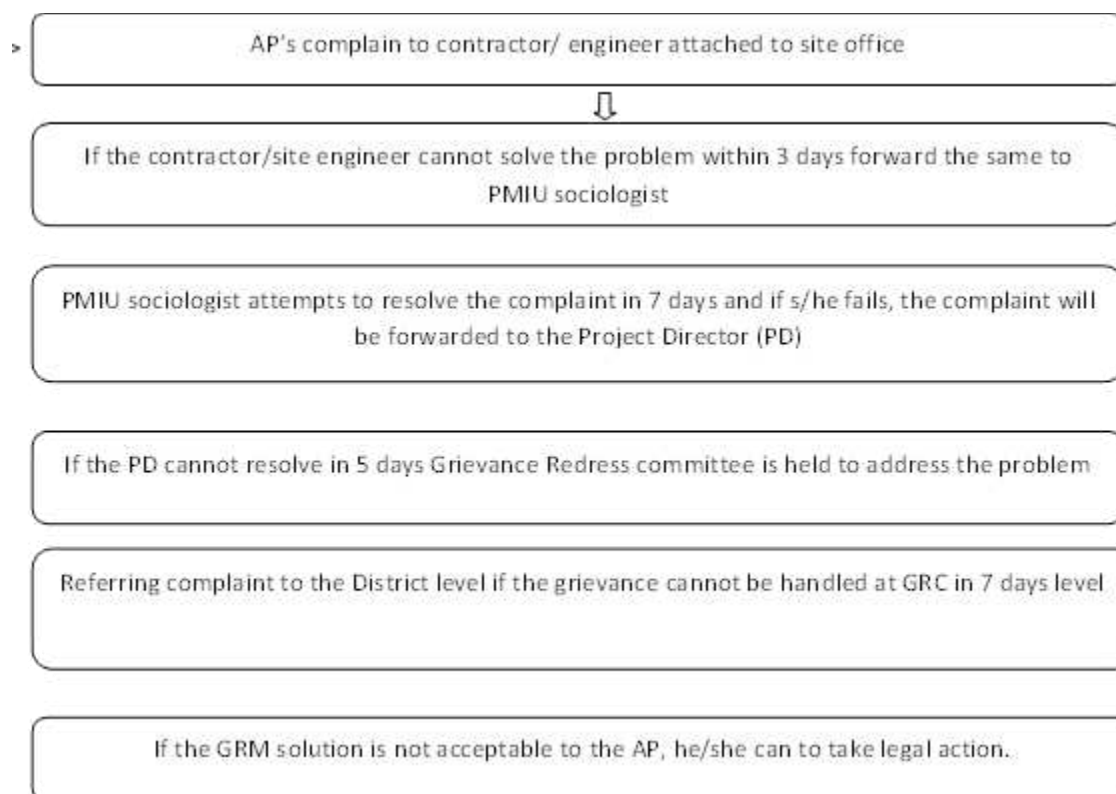 AP's complain to contractor/ engineer attached to site office
If the contractor/site engineer cannot solve the problem within 3 days forward the same to
PMIU sociologist
PMIU sociologist attempts to resolve the complaint in 7 days and if s/he fails, the complaint will
be forwarded to the Project Director (PD)
If the PD cannot resolve in 5 days Grievance Redress committee is held to address the problem
Referring complaint to the District level if the grievance cannot be handled at GRC in 7 days level
If the GRM solution is not acceptable to the AP, he/she can to take legal action.